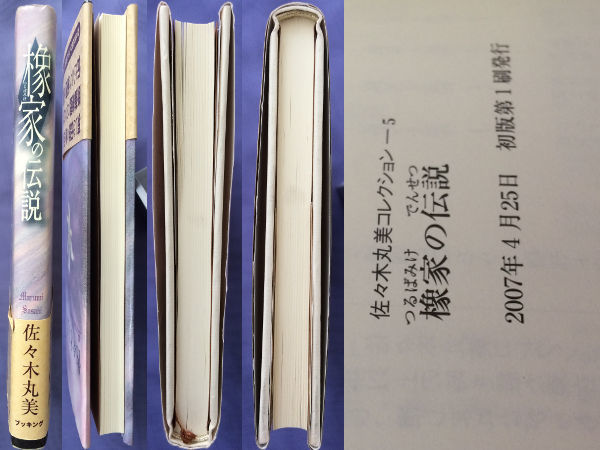 橡家の伝説
Marumi
Sasaki
佐々木丸美
ブッキング
佐々木丸美コレクション―5
つるばみけ でんせつ
橡家の伝説
2007年4月25日 初版第1刷発行